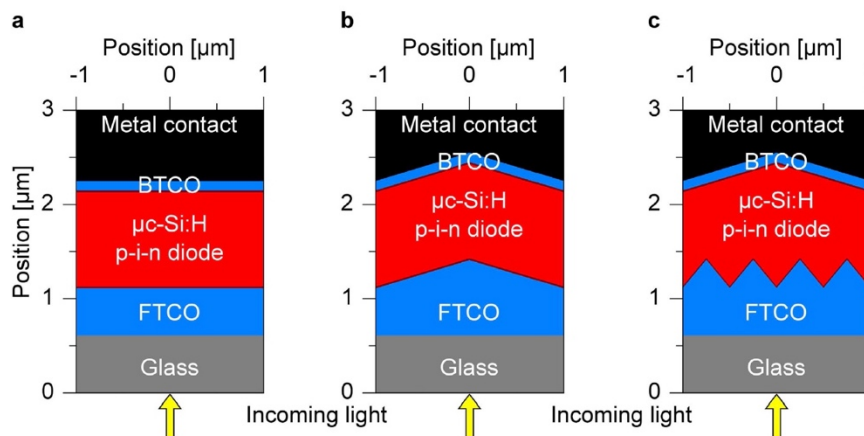 a
Position [µm]
-1 0 1
3
2
1
0
Position [µm]
Metal contact
BTCO
µc-Si:H
p-i-n diode
FTCO
Glass
b
Position [µm]
-1 0 1
3
2
1
0
Metal contact
BTCO
µc-Si:H
p-i-n diode
FTCO
Glass
Incoming light
c
Position [µm]
-1 0
3
2
1
0
Metal contact
BTCO
µc-Si:H
p-i-n diode
FTCO
Glass
Incoming light